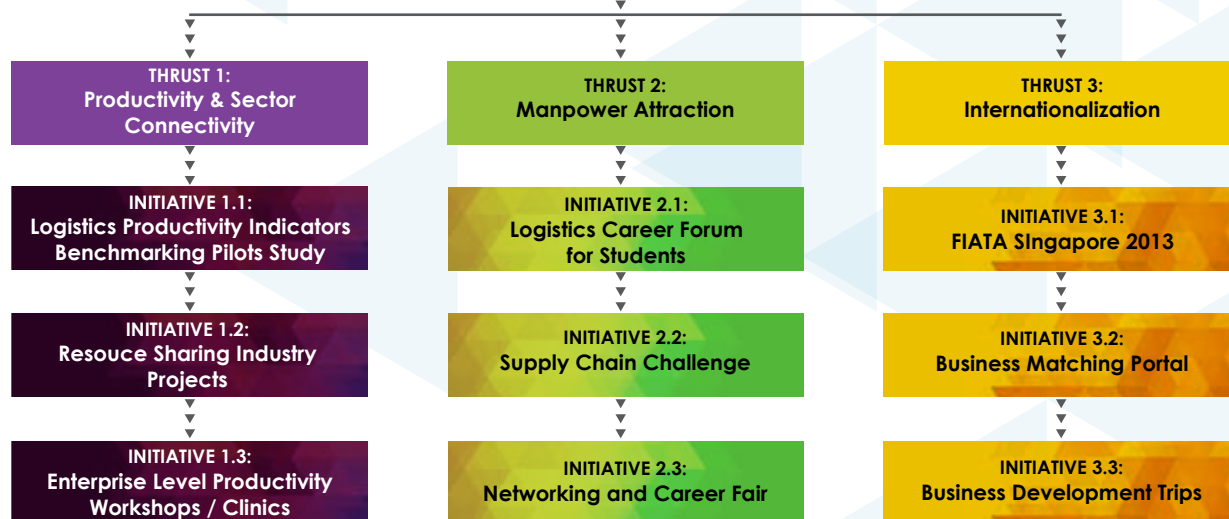 THRUST 1:
Productivity & Sector
Connectivity
THRUST 2:
Manpower Attraction
THRUST 3:
Internationalization
INITIATIVE 1.1:
Logistics Productivity Indicators
Benchmarking Pilots Study
INITIATIVE 2.1:
Logistics Career Forum
for Students
INITIATIVE 3.1:
FIATA SIngapore 2013
INITIATIVE 1.2:
Resouce Sharing Industry
Projects
INITIATIVE 2.2:
Supply Chain Challenge
INITIATIVE 3.2:
Business Matching Portal
INITIATIVE 1.3:
Enterprise Level Productivity
Workshops / Clinics
INITIATIVE 2.3:
Networking and Career Fair
INITIATIVE 3.3:
Business Development Trips